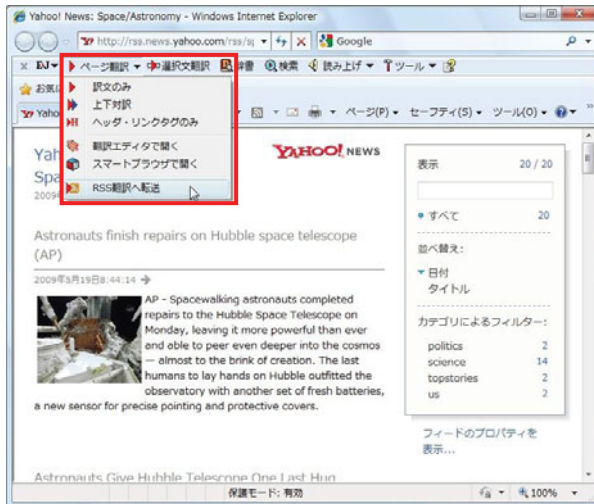 Yahoo! News: Space/Astronomy - Windows Internet Explorer
http://rss.news.yahoo.com/rss/s
Google
EJ ページ翻訳 選択文翻訳 辞書 検索 読み上げ ツール
訳文のみ
上下対訳
ヘッダ・リンクタグのみ
翻訳エディタで開く
スマートブラウザで開く
RSS翻訳へ転送
お気に
Yaho
ページ(P) セーフティ(S) ツール(O)
Yah
Spa
2009
YAHOO! NEWS
Astronauts finish repairs on Hubble space telescope
(AP)
2009年5月19日8:44:14
AP - Spacewalking astronauts completed
repairs to the Hubble Space Telescope on
Monday, leaving it more powerful than ever
and able to peer even deeper into the cosmos
— almost to the brink of creation. The last
humans to lay hands on Hubble outfitted the
observatory with another set of fresh batteries,
a new sensor for precise pointing and protective covers.
Astronauts Give Hubble Telescope One Last Hug
表示 20 / 20
すべて 20
並べ替え:
日付
タイトル
カテゴリによるフィルター:
politics 2
science 14
topstories 2
us 2
フィードのプロパティを
表示...
保護モード: 有効
100%